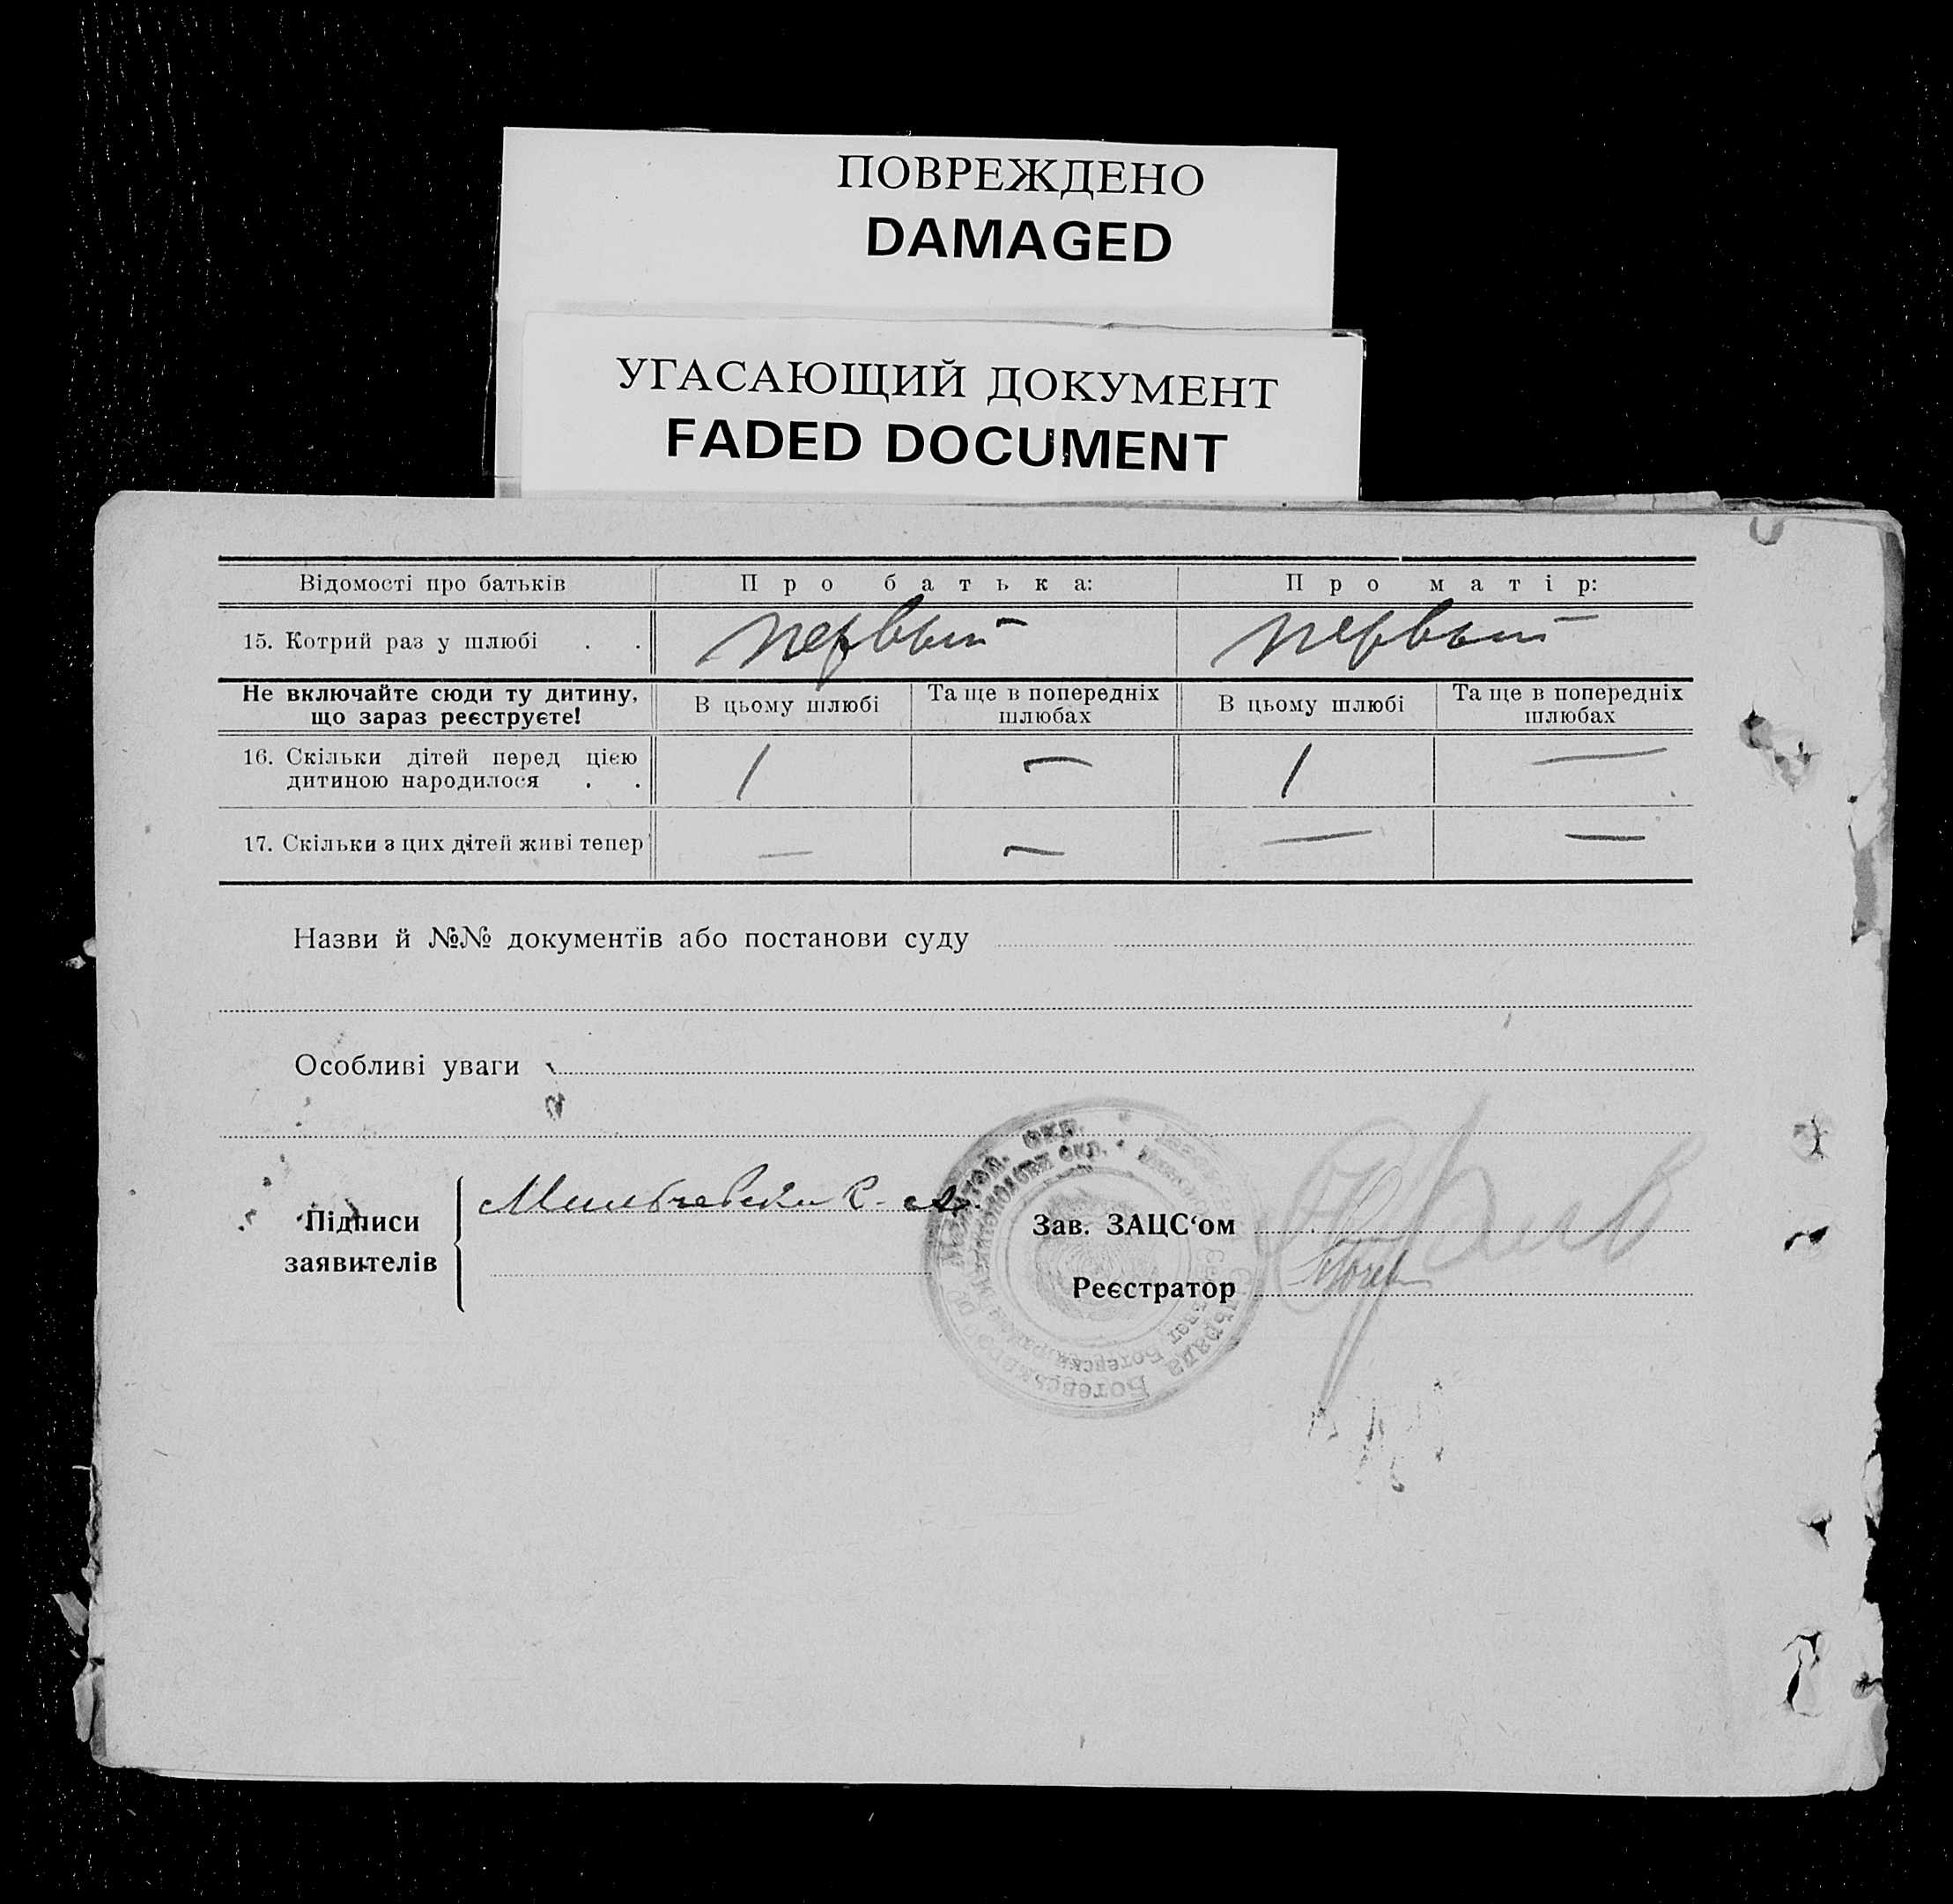 ПОВРЕЖДЕНО
DAMAGED
УГАСАЮЩИЙ ДОКУМЕНТ
FADED DOCUMENT
Відомості про батьків Про батька: Про матір:
15. Котрий раз у шлюбі . . первый первый
Не включайте сюди ту дитину, що зараз реєструєте! В цьому шлюбі Та ще в попередніх шлюбах В цьому шлюбі Та ще в попередніх шлюбах
16. Скільки дітей перед цією дитиною народилося . . 1 — 1 —
17. Скільки з цих дітей живі тепер — — — —
Назви й №№ документів або постанови суду
Особливі уваги
Підписи заявителів
Зав. ЗАЦС‘ом
Реєстратор